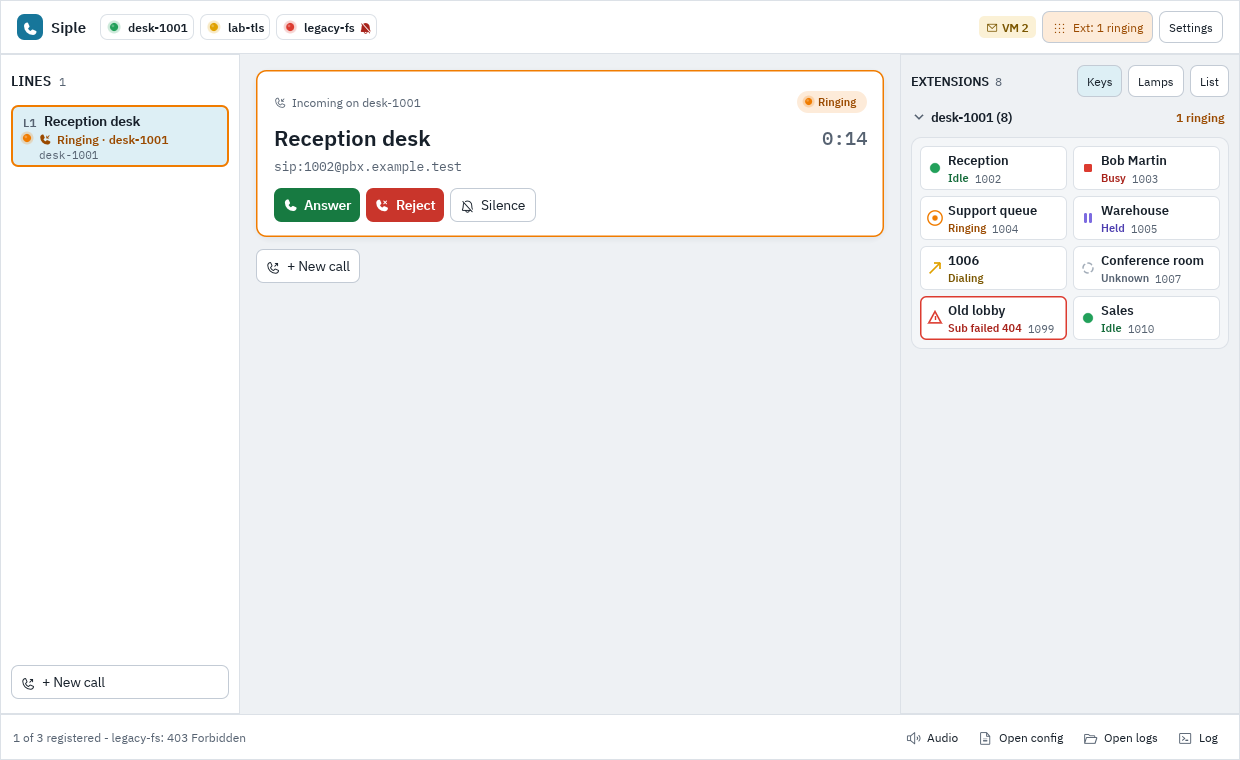 Siple
desk-1001
lab-tls
legacy-fs
VM 2
Ext: 1 ringing
Settings
LINES 1
L1 Reception desk
Ringing · desk-1001
desk-1001
+ New call
Incoming on desk-1001
Ringing
Reception desk
0:14
sip:1002@pbx.example.test
Answer
Reject
Silence
+ New call
EXTENSIONS 8
Keys
Lamps
List
desk-1001 (8)
1 ringing
Reception
Idle 1002
Bob Martin
Busy 1003
Support queue
Ringing 1004
Warehouse
Held 1005
1006
Dialing
Conference room
Unknown 1007
Old lobby
Sub failed 404 1099
Sales
Idle 1010
1 of 3 registered - legacy-fs: 403 Forbidden
Audio
Open config
Open logs
Log